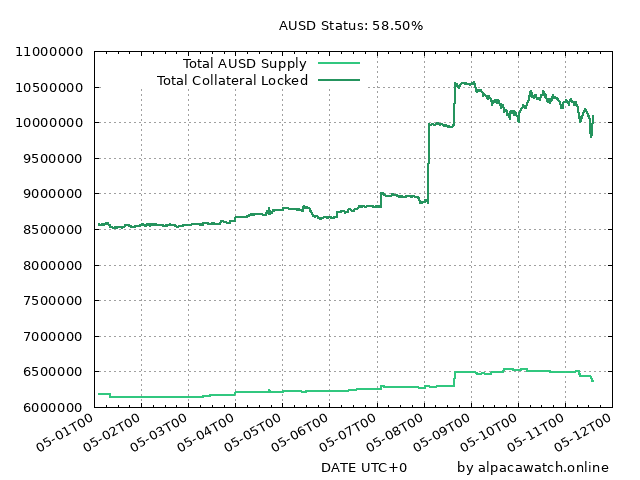 AUSD Status: 58.50%
11000000
10500000
10000000
9500000
9000000
8500000
8000000
7500000
7000000
6500000
6000000
Total AUSD Supply
Total Collateral Locked
05-01T00
05-02T00
05-03T00
05-04T00
05-05T00
05-06T00
05-07T00
05-08T00
05-09T00
05-10T00
05-11T00
05-12T00
DATE UTC+0
by alpacawatch.online